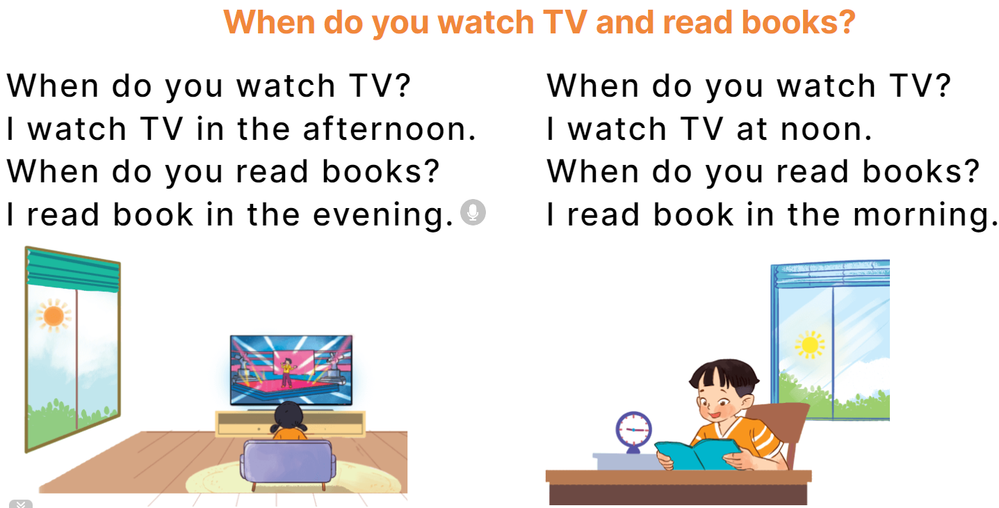 When do you watch TV and read books?
When do you watch TV?
I watch TV in the afternoon.
When do you read books?
I read book in the evening.
When do you watch TV?
I watch TV at noon.
When do you read books?
I read book in the morning.